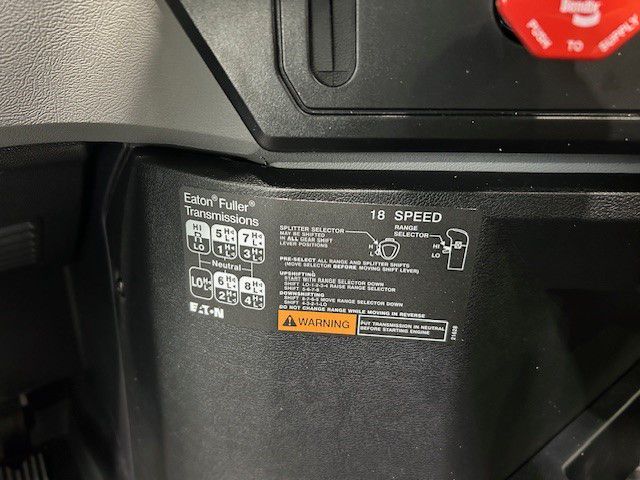 Bendix
PUSH TO SUPPLY
Eaton® Fuller®
Transmissions
18 SPEED
SPLITTER SELECTOR
MAY BE SHIFTED
IN ALL GEAR SHIFT
LEVER POSITIONS
HI
LO
RANGE
SELECTOR
HI
LO
HI R LO
5 H L
7 H L
1 H L
3 H L
Neutral
LO H L
6 H L
8 H L
2 H L
4 H L
PRE-SELECT ALL RANGE AND SPLITTER SHIFTS
(MOVE SELECTOR BEFORE MOVING SHIFT LEVER)
UPSHIFTING
START WITH RANGE SELECTOR DOWN
SHIFT LO-1-2-3-4 RAISE RANGE SELECTOR
SHIFT 5-6-7-8
DOWNSHIFTING
SHIFT 8-7-6-5 MOVE RANGE SELECTOR DOWN
SHIFT 4-3-2-1-LO
DO NOT CHANGE RANGE WHILE MOVING IN REVERSE
EATON
WARNING
PUT TRANSMISSION IN NEUTRAL
BEFORE STARTING ENGINE